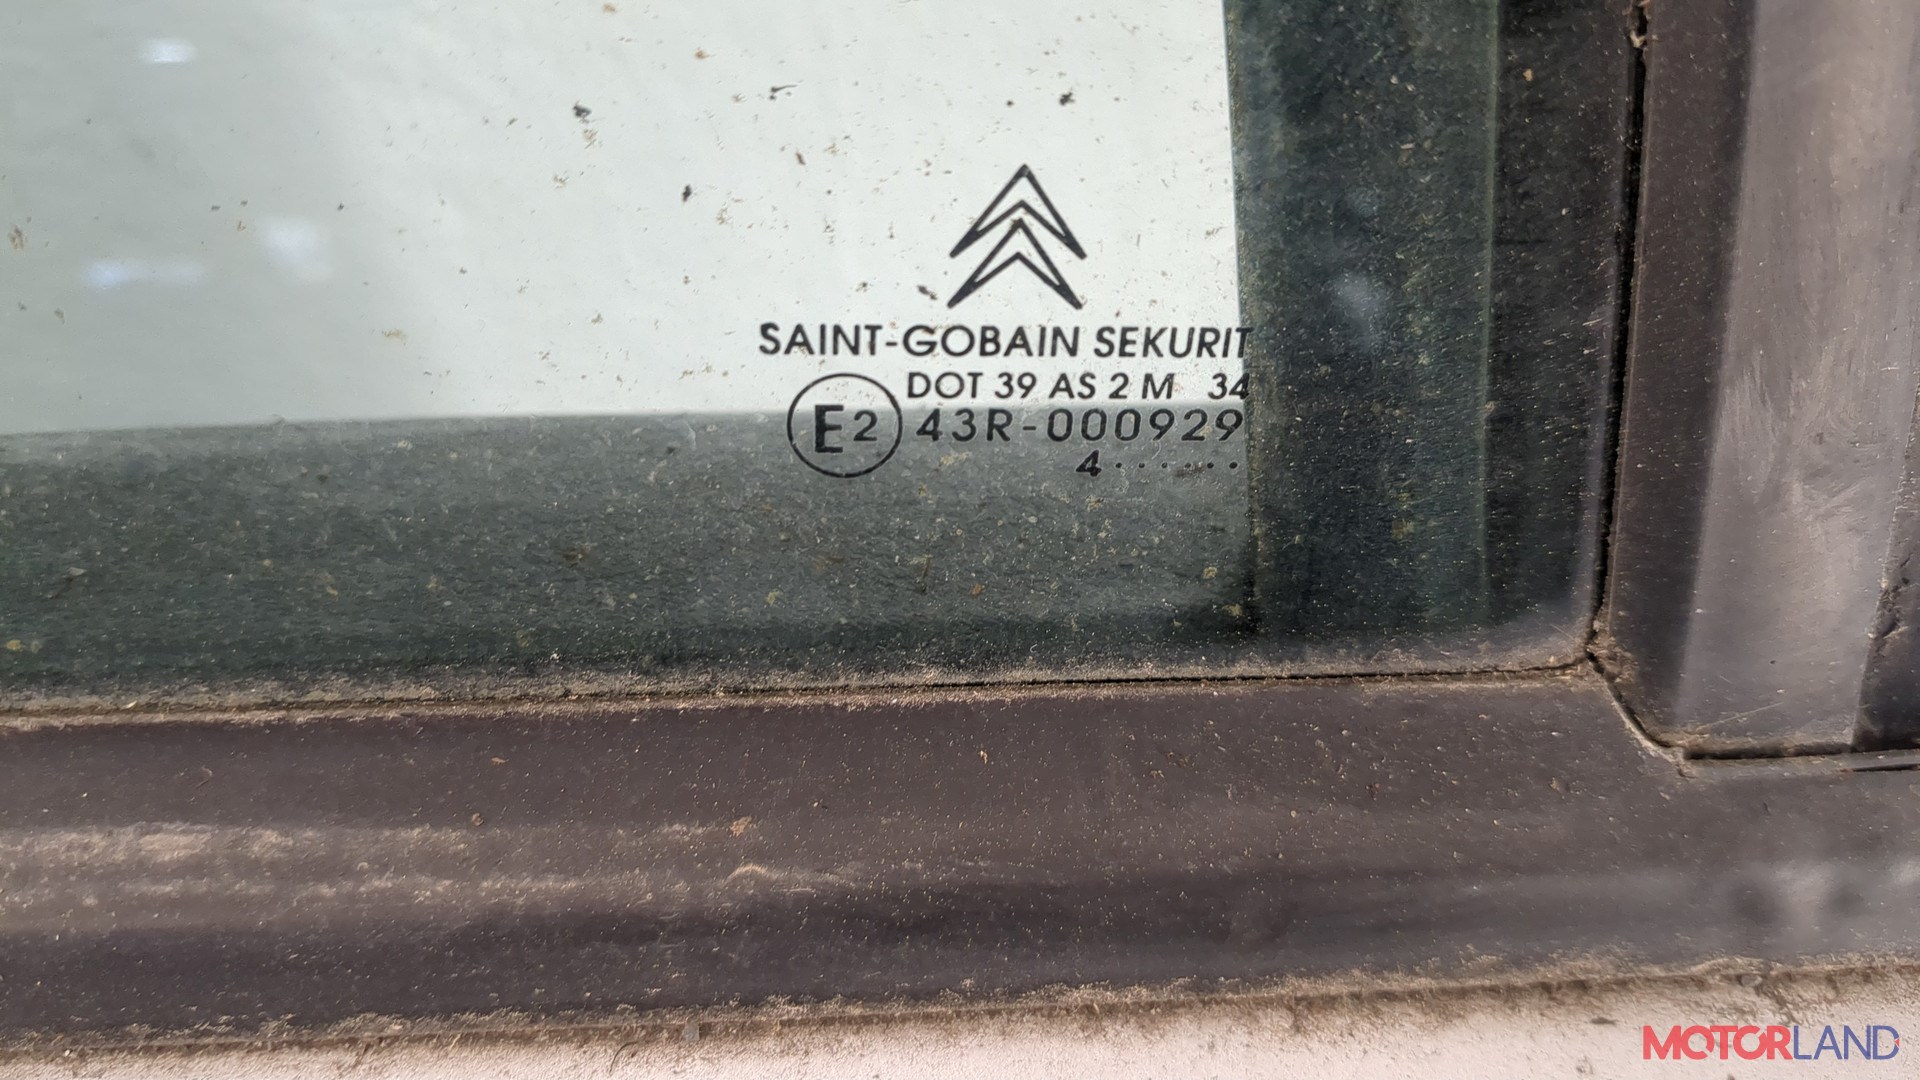 SAINT-GOBAIN SEKURIT
DOT 39 AS 2 M 34
E2 43R-000929
4······
MOTORLAND